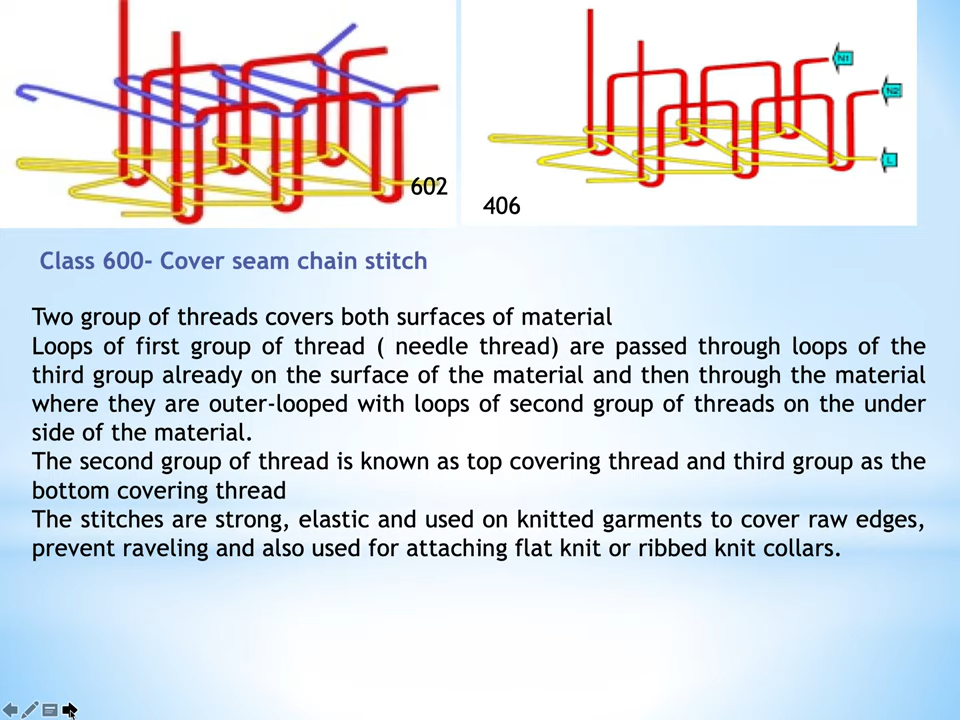 N1
N2
L
602
406
Class 600- Cover seam chain stitch
Two group of threads covers both surfaces of material
Loops of first group of thread ( needle thread) are passed through loops of the
third group already on the surface of the material and then through the material
where they are outer-looped with loops of second group of threads on the under
side of the material.
The second group of thread is known as top covering thread and third group as the
bottom covering thread
The stitches are strong, elastic and used on knitted garments to cover raw edges,
prevent raveling and also used for attaching flat knit or ribbed knit collars.